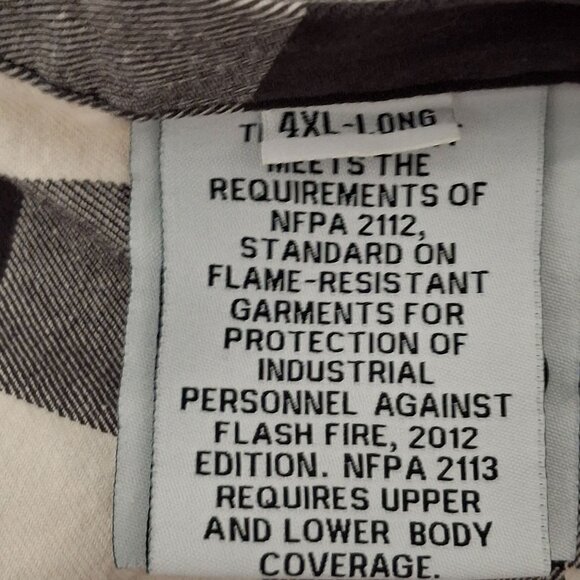 4XL-LONG
MEETS THE
REQUIREMENTS OF
NFPA 2112,
STANDARD ON
FLAME-RESISTANT
GARMENTS FOR
PROTECTION OF
INDUSTRIAL
PERSONNEL AGAINST
FLASH FIRE, 2012
EDITION. NFPA 2113
REQUIRES UPPER
AND LOWER BODY
COVERAGE.